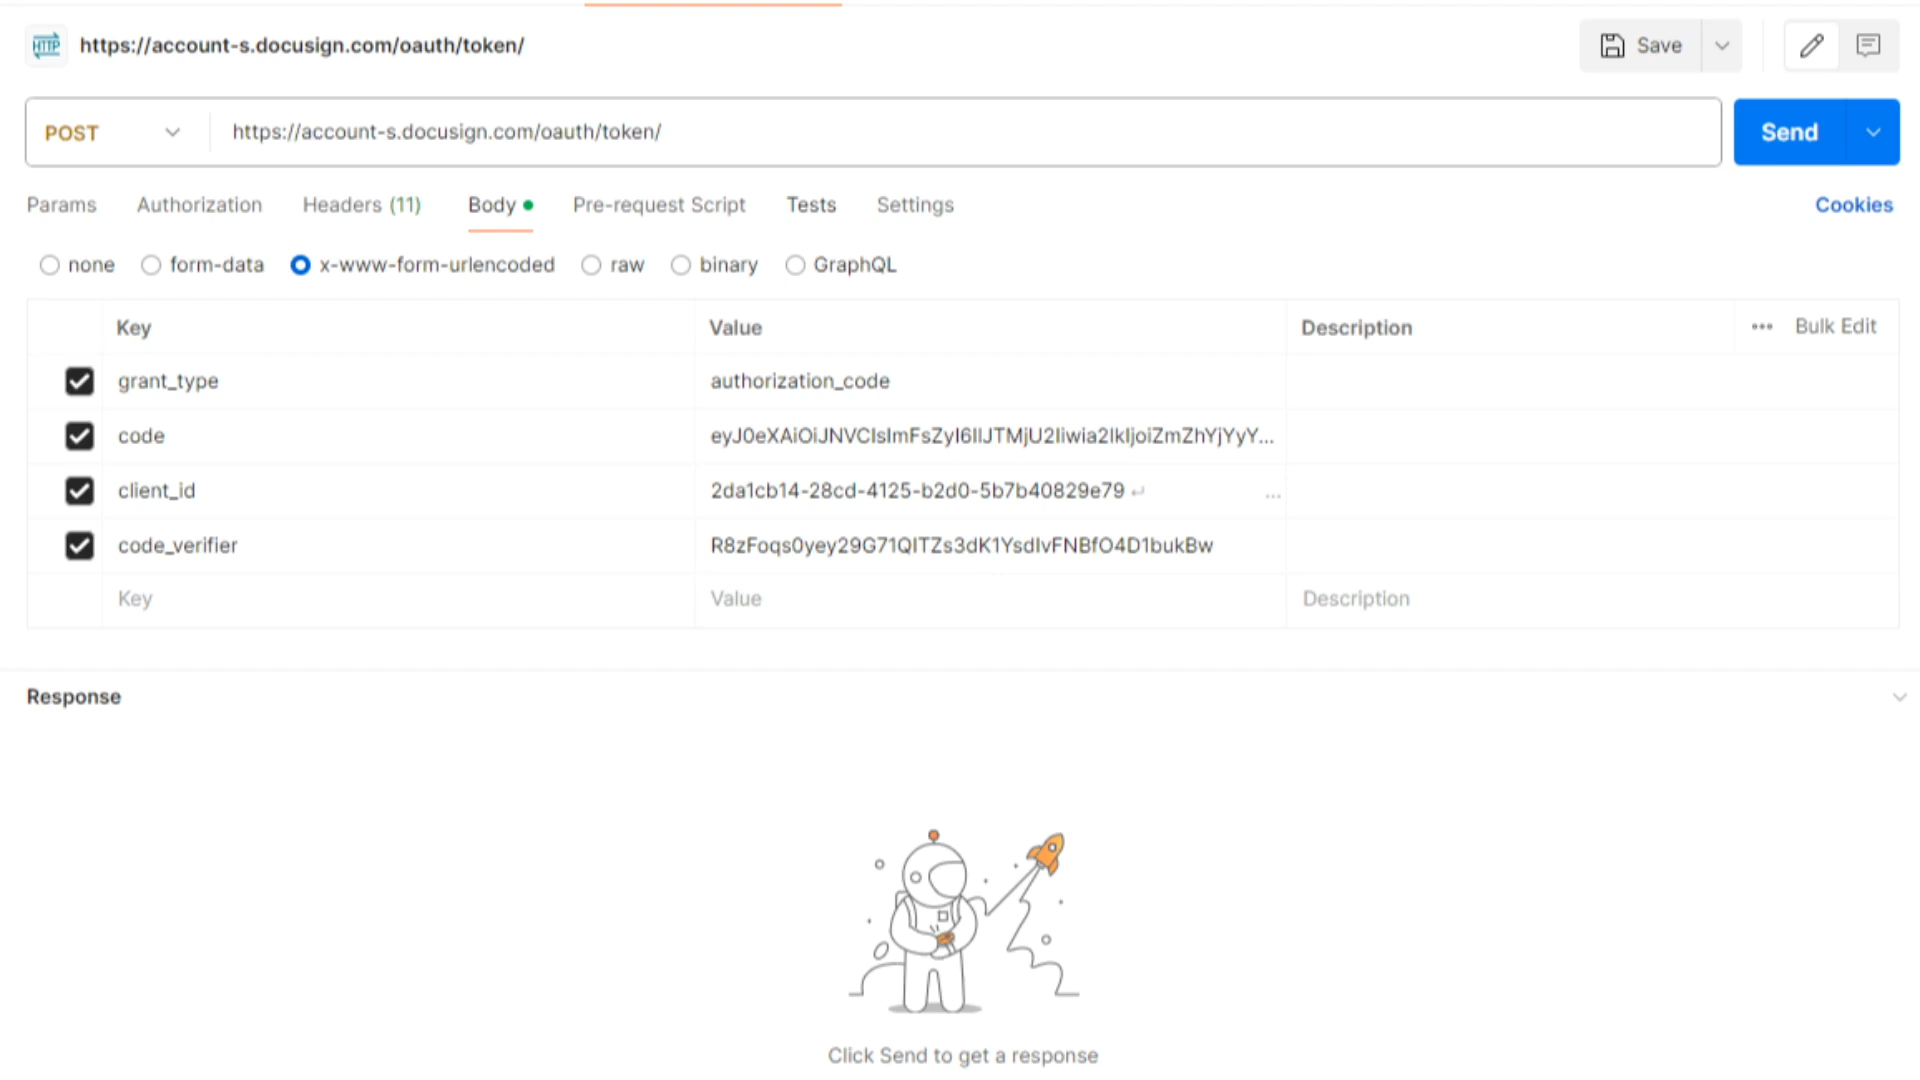 HTTP https://account-s.docusign.com/oauth/token/ Save
POST https://account-s.docusign.com/oauth/token/ Send
Params Authorization Headers (11) Body Pre-request Script Tests Settings Cookies
none form-data x-www-form-urlencoded raw binary GraphQL
Key Value Description ••• Bulk Edit
grant_type authorization_code
code eyJ0eXAiOiJNVCIsImFsZyI6IlJTMjU2Iiwia2lkIjoiZmZhYjYyY...
client_id 2da1cb14-28cd-4125-b2d0-5b7b40829e79 ↵ ...
code_verifier R8zFoqs0yey29G71QITZs3dK1YsdIvFNBfO4D1bukBw
Key Value Description
Response
Click Send to get a response